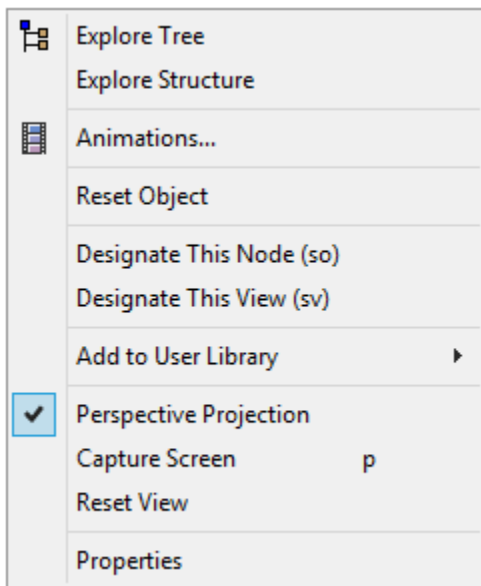 Explore Tree
Explore Structure
Animations...
Reset Object
Designate This Node (so)
Designate This View (sv)
Add to User Library
Perspective Projection
Capture Screen p
Reset View
Properties